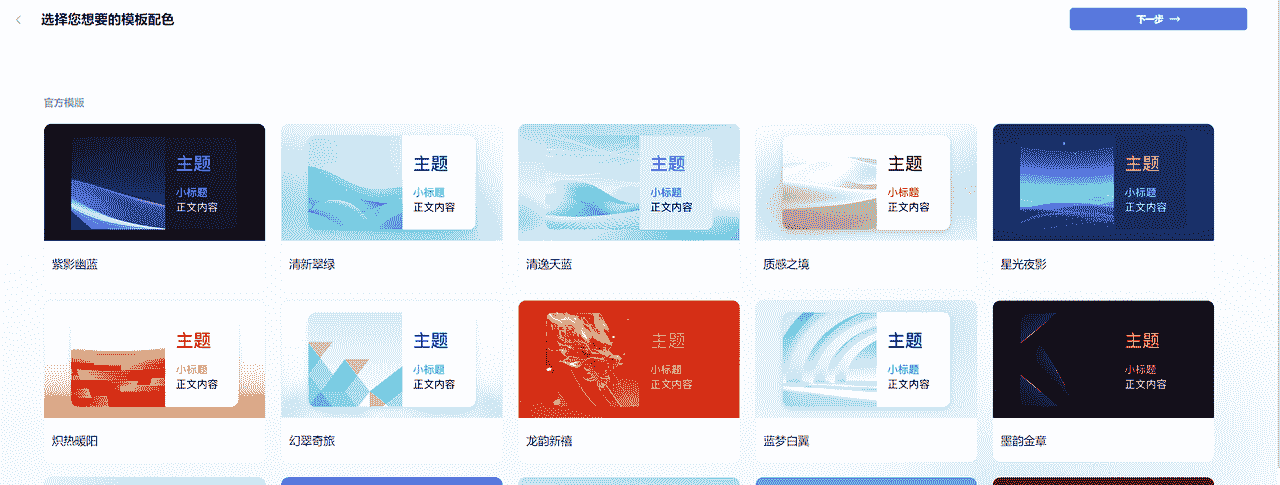 选择您想要的模板配色
下一步 →
官方模版
主题
小标题
正文内容
紫影幽蓝
主题
小标题
正文内容
清新翠绿
主题
小标题
正文内容
清逸天蓝
主题
小标题
正文内容
质感之境
主题
小标题
正文内容
星光夜影
主题
小标题
正文内容
炽热暖阳
主题
小标题
正文内容
幻翠奇旅
主题
小标题
正文内容
龙韵新禧
主题
小标题
正文内容
蓝梦白翼
主题
小标题
正文内容
墨韵金章